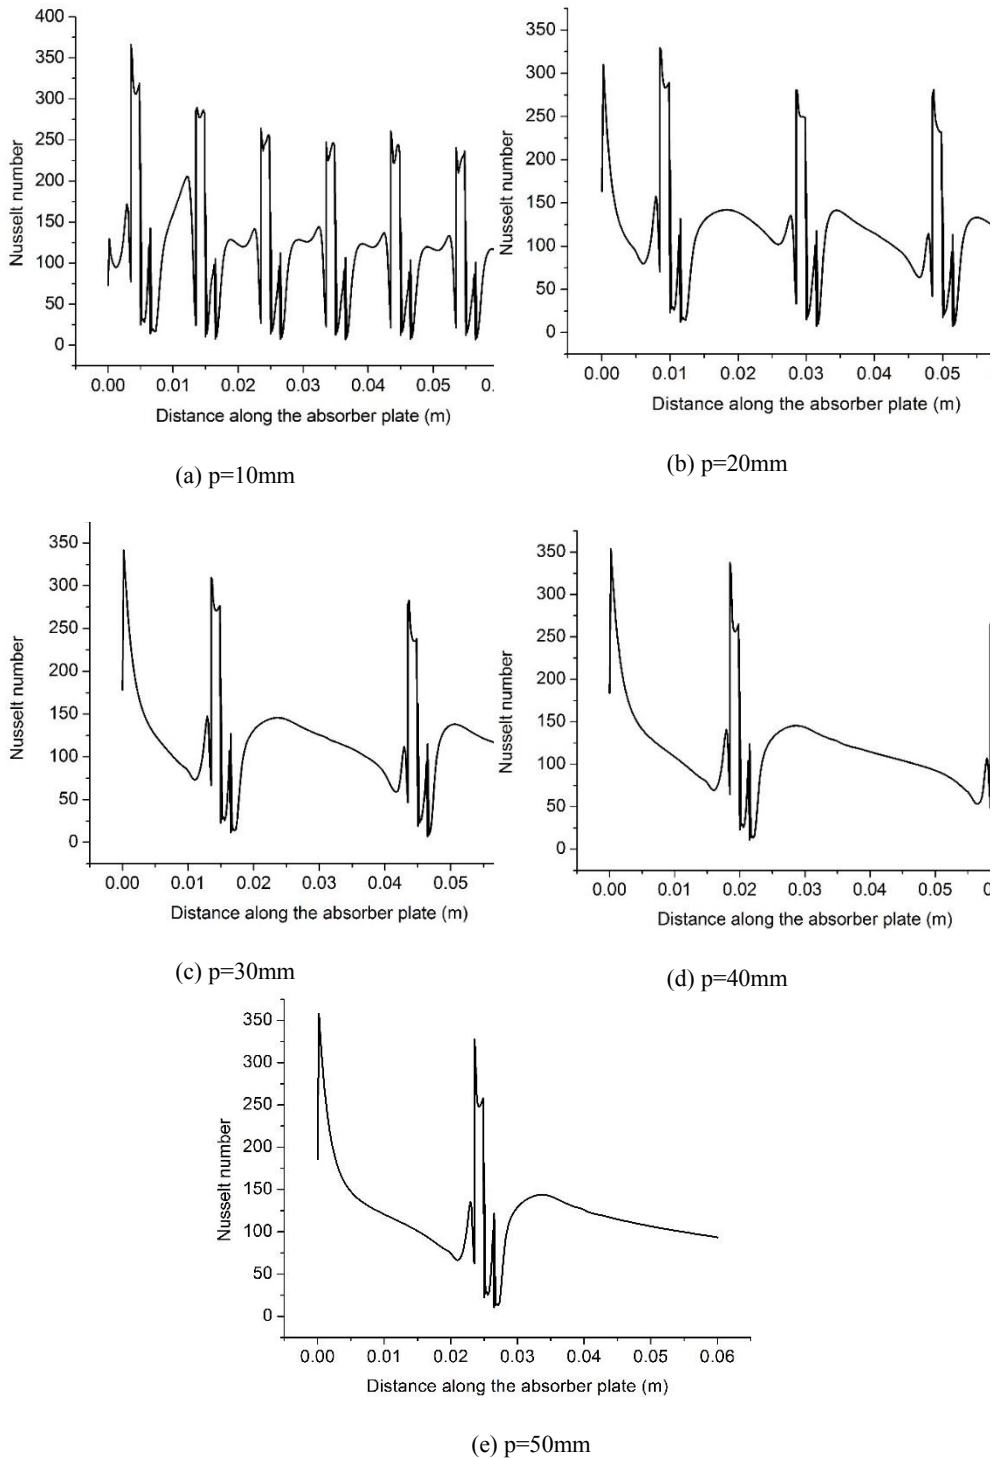 400
350
300
250
200
150
100
50
0
Nusselt number
0.00 0.01 0.02 0.03 0.04 0.05 0.
Distance along the absorber plate (m)
(a) p=10mm
350
300
250
200
150
100
50
0
Nusselt number
0.00 0.01 0.02 0.03 0.04 0.05
Distance along the absorber plate (m)
(b) p=20mm
350
300
250
200
150
100
50
0
Nusselt number
0.00 0.01 0.02 0.03 0.04 0.05
Distance along the absorber plate (m)
(c) p=30mm
350
300
250
200
150
100
50
0
Nusselt number
0.00 0.01 0.02 0.03 0.04 0.05 0
Distance along the absorber plate (m)
(d) p=40mm
350
300
250
200
150
100
50
0
Nusselt number
0.00 0.01 0.02 0.03 0.04 0.05 0.06
Distance along the absorber plate (m)
(e) p=50mm